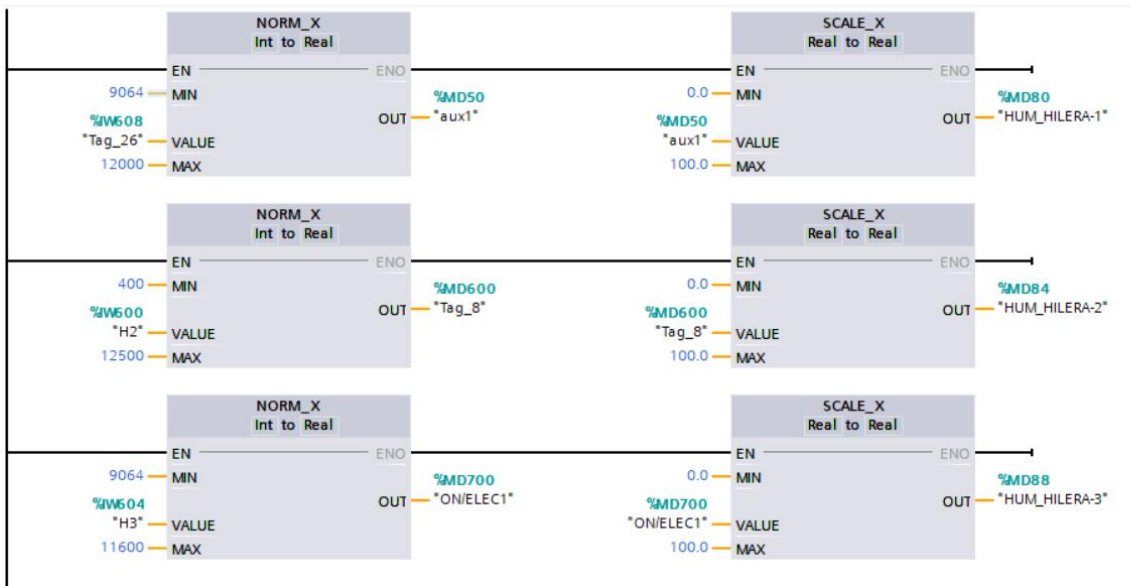 NORM_X
Int to Real
EN
ENO
9064
MIN
%IW608
"Tag_26"
VALUE
12000
MAX
OUT
%MD50
"aux1"
SCALE_X
Real to Real
EN
ENO
0.0
MIN
%MD50
"aux1"
VALUE
100.0
MAX
OUT
%MD80
"HUM_HILERA-1"
NORM_X
Int to Real
EN
ENO
400
MIN
%IW600
"H2"
VALUE
12500
MAX
OUT
%MD600
"Tag_8"
SCALE_X
Real to Real
EN
ENO
0.0
MIN
%MD600
"Tag_8"
VALUE
100.0
MAX
OUT
%MD84
"HUM_HILERA-2"
NORM_X
Int to Real
EN
ENO
9064
MIN
%IW604
"H3"
VALUE
11600
MAX
OUT
%MD700
"ON/ELEC1"
SCALE_X
Real to Real
EN
ENO
0.0
MIN
%MD700
"ON/ELEC1"
VALUE
100.0
MAX
OUT
%MD88
"HUM_HILERA-3"